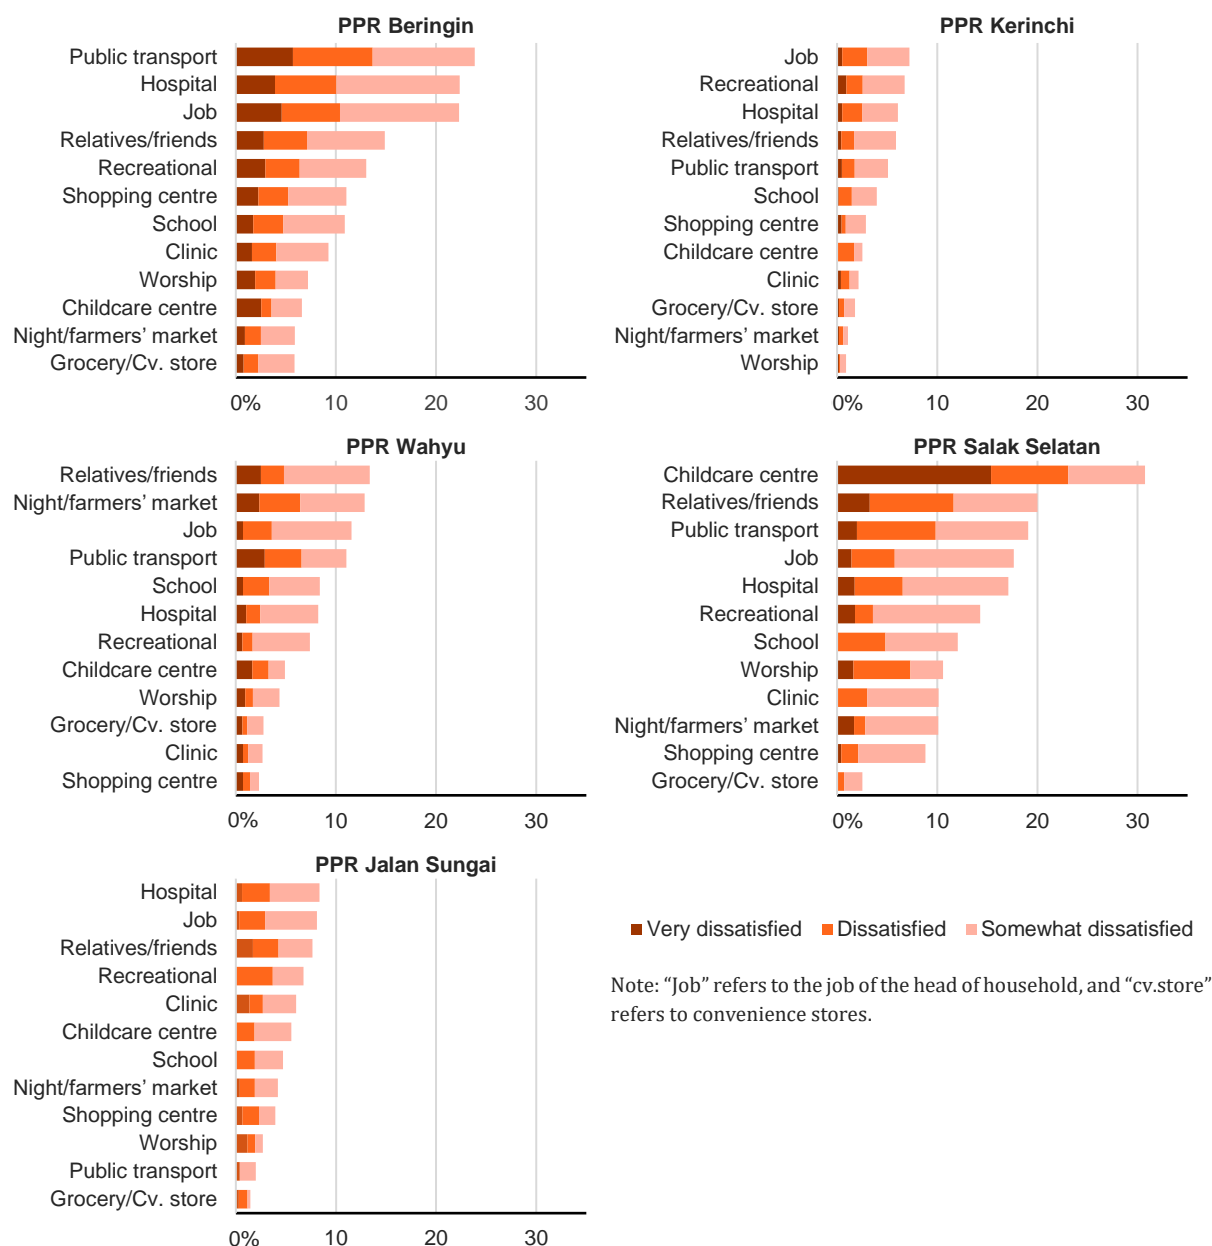 PPR Beringin
Public transport
Hospital
Job
Relatives/friends
Recreational
Shopping centre
School
Clinic
Worship
Childcare centre
Night/farmers’ market
Grocery/Cv. store
0% 10 20 30
PPR Kerinchi
Job
Recreational
Hospital
Relatives/friends
Public transport
School
Shopping centre
Childcare centre
Clinic
Grocery/Cv. store
Night/farmers’ market
Worship
0% 10 20 30
PPR Wahyu
Relatives/friends
Night/farmers’ market
Job
Public transport
School
Hospital
Recreational
Childcare centre
Worship
Grocery/Cv. store
Clinic
Shopping centre
0% 10 20 30
PPR Salak Selatan
Childcare centre
Relatives/friends
Public transport
Job
Hospital
Recreational
School
Worship
Clinic
Night/farmers’ market
Shopping centre
Grocery/Cv. store
0% 10 20 30
PPR Jalan Sungai
Hospital
Job
Relatives/friends
Recreational
Clinic
Childcare centre
School
Night/farmers’ market
Shopping centre
Worship
Public transport
Grocery/Cv. store
0% 10 20 30
Very dissatisfied Dissatisfied Somewhat dissatisfied
Note: “Job” refers to the job of the head of household, and “cv.store”
refers to convenience stores.